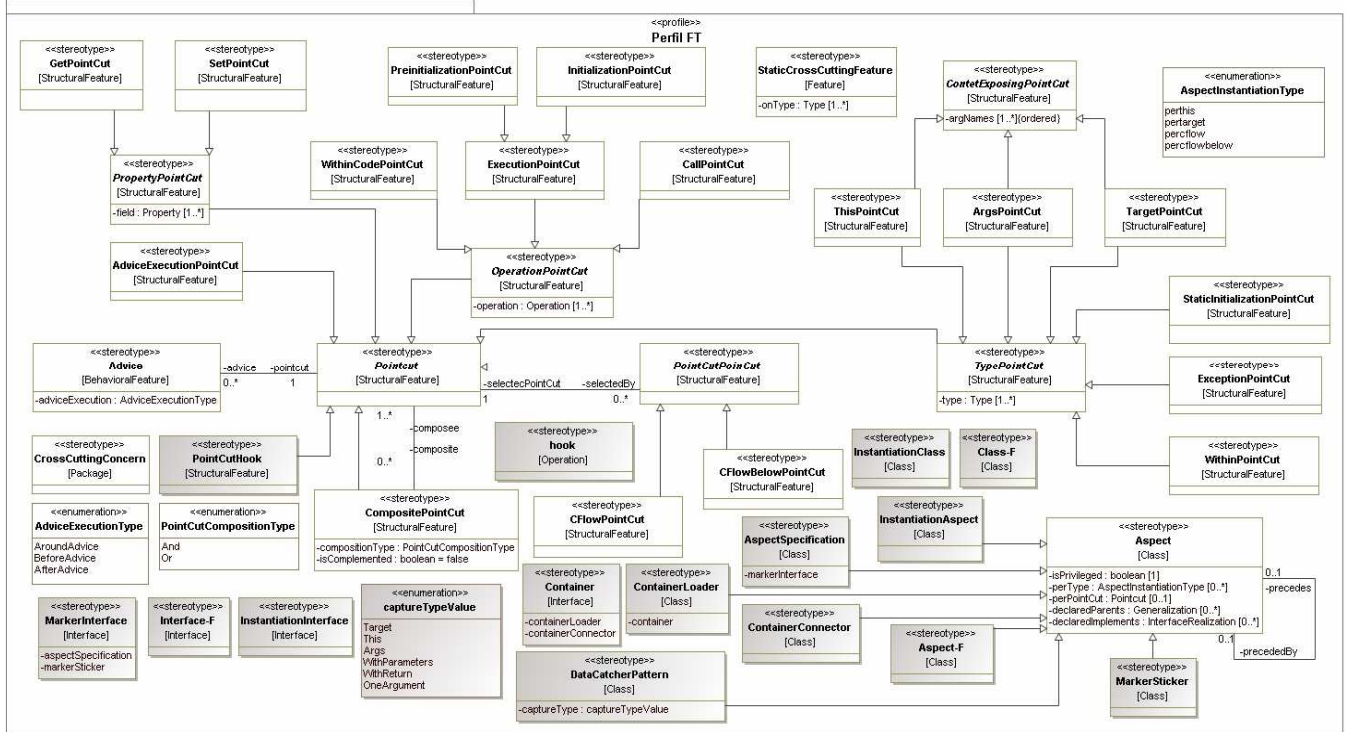 <<profile>>
Perfil FT
<<stereotype>>
GetPointCut
[StructuralFeature]
<<stereotype>>
SetPointCut
[StructuralFeature]
<<stereotype>>
PreinitializationPointCut
[StructuralFeature]
<<stereotype>>
InitializationPointCut
[StructuralFeature]
<<stereotype>>
StaticCrossCuttingFeature
[Feature]
-onType : Type [1..*]
<<stereotype>>
ContetExposingPointCut
[StructuralFeature]
-argNames [1..*]{ordered}
<<enumeration>>
AspectInstantiationType
perthis
pertarget
percflow
percflowbelow
<<stereotype>>
PropertyPointCut
[StructuralFeature]
-field : Property [1..*]
<<stereotype>>
WithinCodePointCut
[StructuralFeature]
<<stereotype>>
ExecutionPointCut
[StructuralFeature]
<<stereotype>>
CallPointCut
[StructuralFeature]
<<stereotype>>
ThisPointCut
[StructuralFeature]
<<stereotype>>
ArgsPointCut
[StructuralFeature]
<<stereotype>>
TargetPointCut
[StructuralFeature]
<<stereotype>>
AdviceExecutionPointCut
[StructuralFeature]
<<stereotype>>
OperationPointCut
[StructuralFeature]
-operation : Operation [1..*]
<<stereotype>>
StaticInitializationPointCut
[StructuralFeature]
<<stereotype>>
Advice
[BehavioralFeature]
-adviceExecution : AdviceExecutionType
-advice
0..*
-pointcut
1
<<stereotype>>
Pointcut
[StructuralFeature]
-selectecPointCut
1
-selectedBy
0..*
<<stereotype>>
PointCutPoinCut
[StructuralFeature]
<<stereotype>>
TypePointCut
[StructuralFeature]
-type : Type [1..*]
<<stereotype>>
ExceptionPointCut
[StructuralFeature]
1..*
-composee
-composite
0..*
<<stereotype>>
CrossCuttingConcern
[Package]
<<stereotype>>
PointCutHook
[StructuralFeature]
<<stereotype>>
hook
[Operation]
<<stereotype>>
CFlowBelowPointCut
[StructuralFeature]
<<stereotype>>
InstantiationClass
[Class]
<<stereotype>>
Class-F
[Class]
<<stereotype>>
WithinPointCut
[StructuralFeature]
<<enumeration>>
AdviceExecutionType
AroundAdvice
BeforeAdvice
AfterAdvice
<<enumeration>>
PointCutCompositionType
And
Or
<<stereotype>>
CompositePointCut
[StructuralFeature]
-compositionType : PointCutCompositionType
-isComplemented : boolean = false
<<stereotype>>
CFlowPointCut
[StructuralFeature]
<<stereotype>>
InstantiationAspect
[Class]
<<stereotype>>
AspectSpecification
[Class]
-markerInterface
<<stereotype>>
Aspect
[Class]
-isPrivileged : boolean [1]
-perType : AspectInstantiationType [0..*]
-perPointCut : Pointcut [0..1]
-declaredParents : Generalization [0..*]
-declaredImplements : InterfaceRealization [0..*]
0..1
-precedes
0..1
-precededBy
<<stereotype>>
MarkerInterface
[Interface]
-aspectSpecification
-markerSticker
<<stereotype>>
Interface-F
[Interface]
<<stereotype>>
InstantiationInterface
[Interface]
<<enumeration>>
captureTypeValue
Target
This
Args
WithParameters
WithReturn
OneArgument
<<stereotype>>
Container
[Interface]
-containerLoader
-containerConnector
<<stereotype>>
ContainerLoader
[Class]
-container
<<stereotype>>
ContainerConnector
[Class]
<<stereotype>>
Aspect-F
[Class]
<<stereotype>>
DataCatcherPattern
[Class]
-captureType : captureTypeValue
<<stereotype>>
MarkerSticker
[Class]